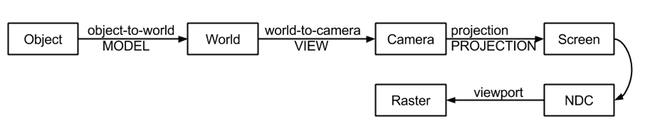 Object
object-to-world
MODEL
World
world-to-camera
VIEW
Camera
projection
PROJECTION
Screen
NDC
viewport
Raster